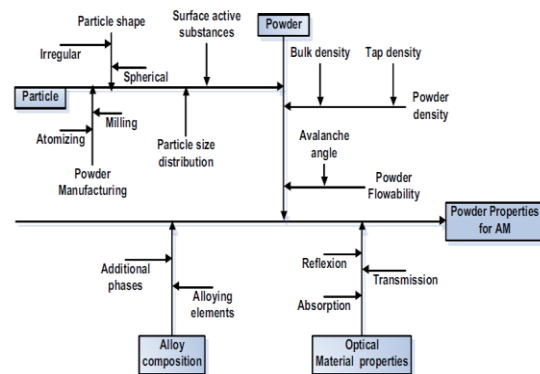 Particle shape
Surface active
substances
Powder
Irregular
Spherical
Bulk density
Tap density
Particle
Milling
Atomizing
Particle size
distribution
Powder
Manufacturing
Powder
density
Avalanche
angle
Powder
Flowability
Powder Properties
for AM
Additional
phases
Alloying
elements
Reflexion
Transmission
Absorption
Alloy
composition
Optical
Material properties